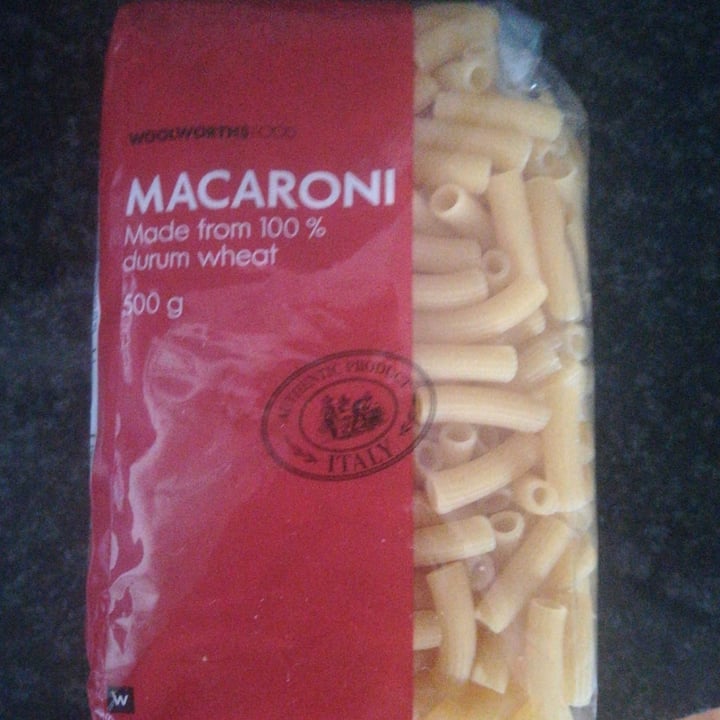 WOOLWORTHS FOOD
MACARONI
Made from 100 %
durum wheat
500 g
AUTHENTIC PRODUCT
ITALY
W